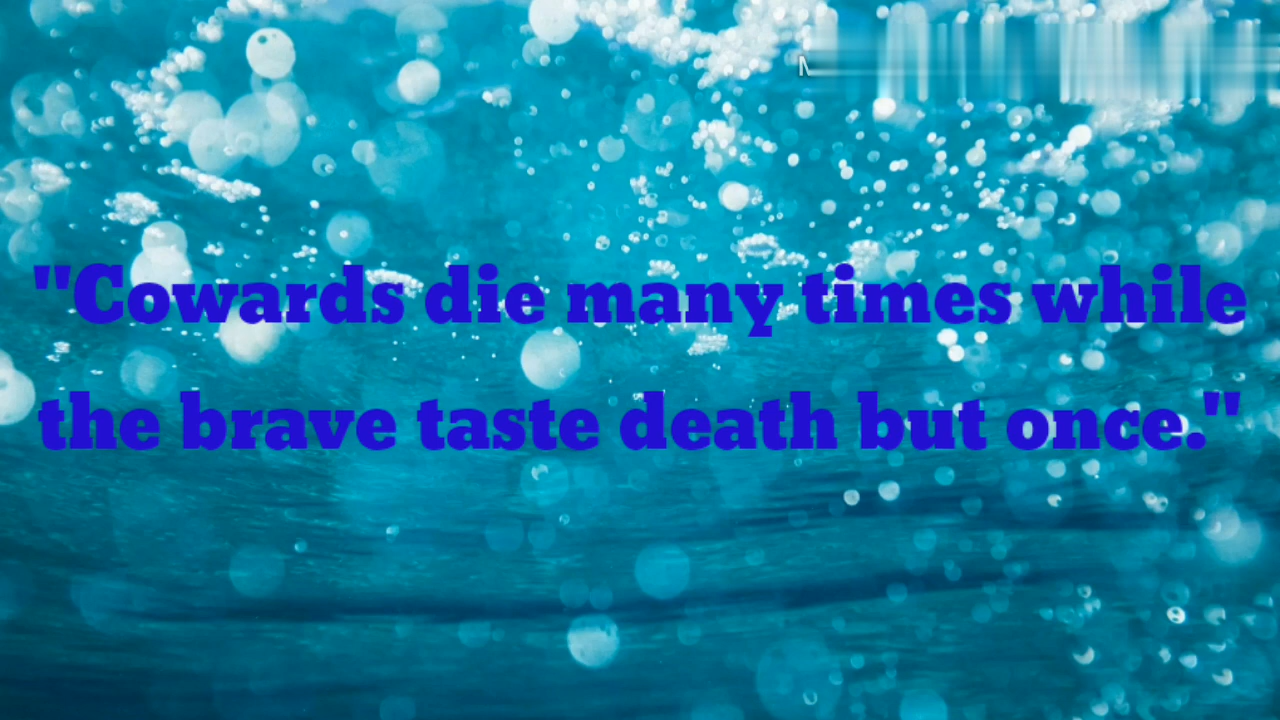 "Cowards die many times while
the brave taste death but once."